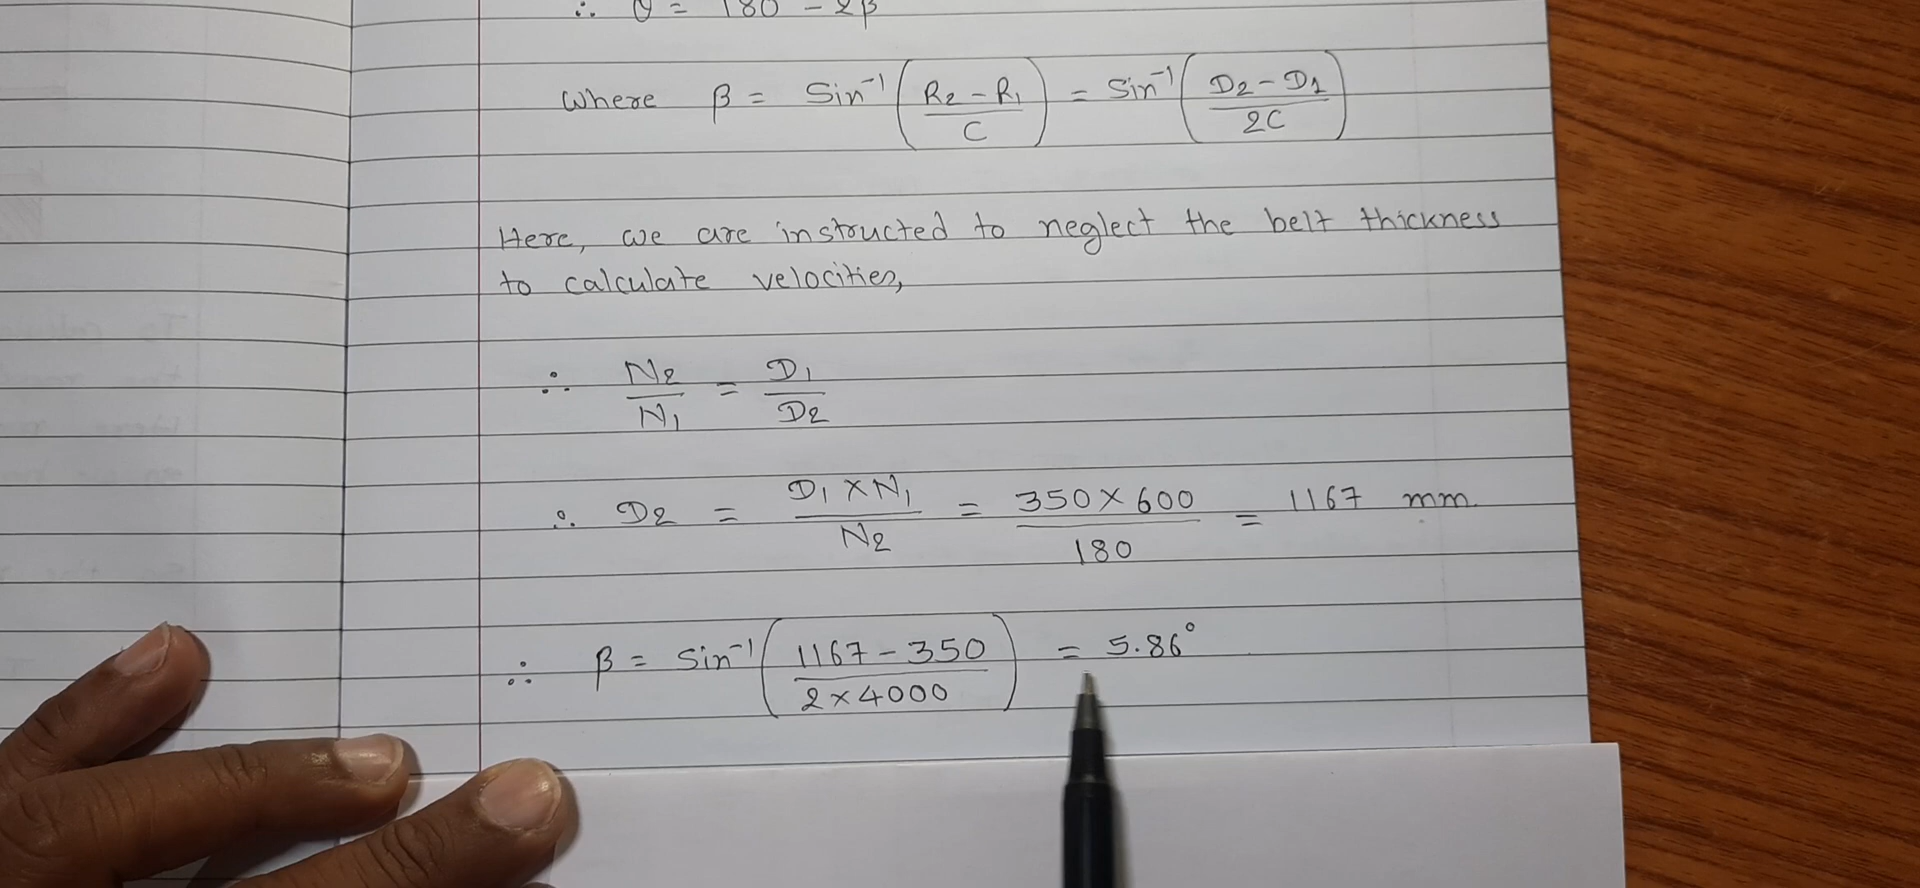 ∴ θ = 180 - 2β
Where β = Sin⁻¹ (R2 - R1 / C) = Sin⁻¹ (D2 - D1 / 2C)
Here, we are instructed to neglect the belt thickness
to calculate velocities,
∴ N2 / N1 = D1 / D2
∴ D2 = D1 × N1 / N2 = 350 × 600 / 180 = 1167 mm.
∴ β = Sin⁻¹ (1167 - 350 / 2 × 4000) = 5.86°